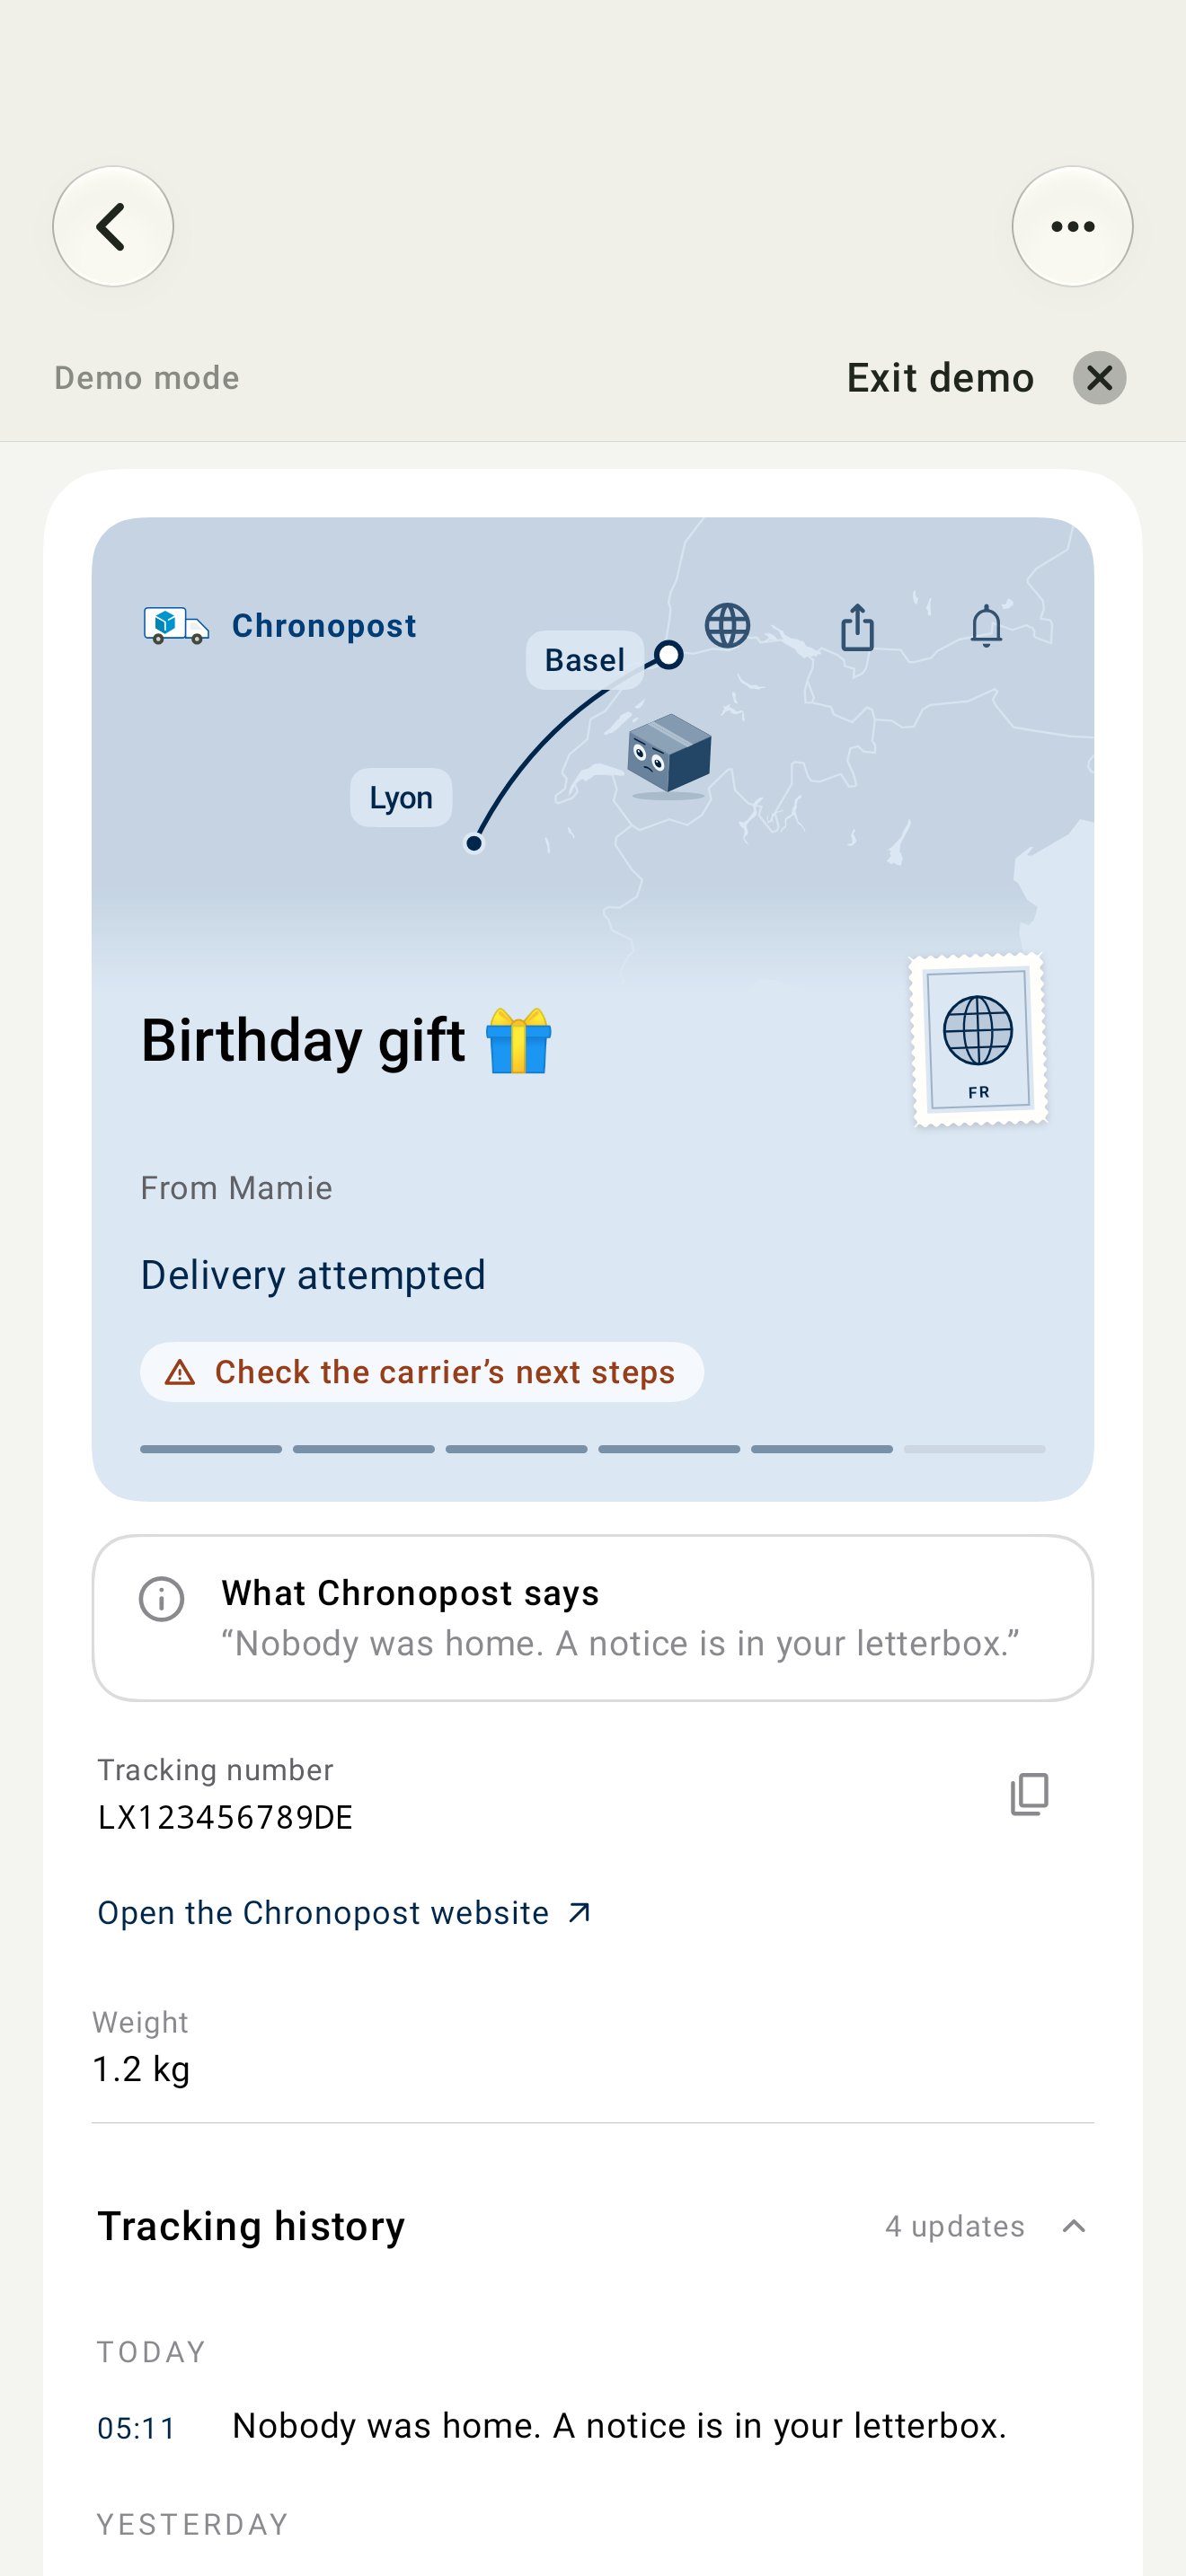 Demo mode
Exit demo
Chronopost
Basel
Lyon
Birthday gift 🎁
FR
From Mamie
Delivery attempted
Check the carrier’s next steps
What Chronopost says
“Nobody was home. A notice is in your letterbox.”
Tracking number
LX123456789DE
Open the Chronopost website
Weight
1.2 kg
Tracking history
4 updates
TODAY
05:11 Nobody was home. A notice is in your letterbox.
YESTERDAY